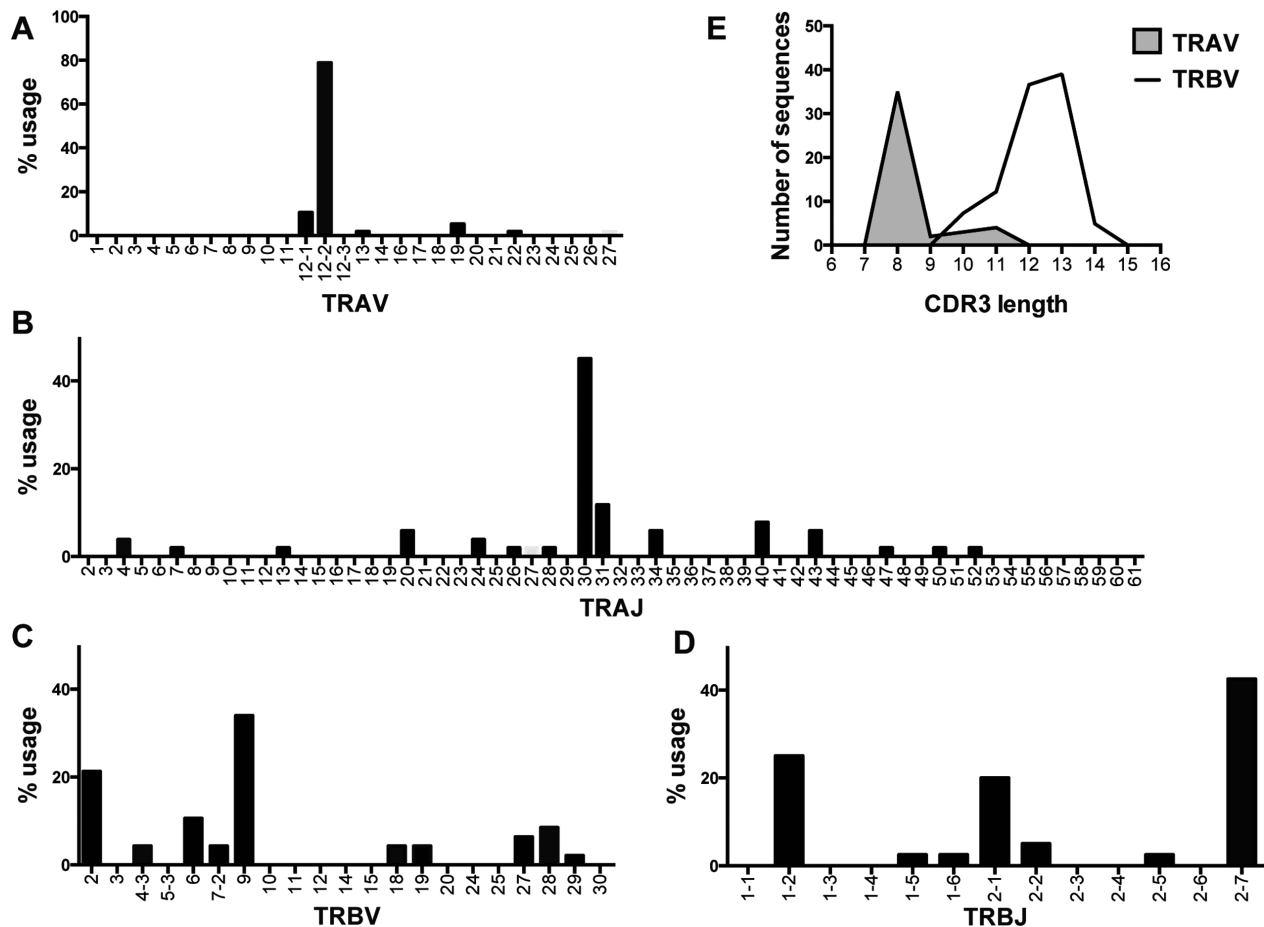 A
% usage
100
80
60
40
20
0
1 2 3 4 5 6 7 8 9 10 11 12-1 12-2 12-3 13 14 16 17 18 19 20 21 22 23 24 25 26 27
TRAV
E
Number of sequences
50
40
30
20
10
0
6 7 8 9 10 11 12 13 14 15 16
CDR3 length
TRAV
TRBV
B
% usage
40
20
0
2 3 4 5 6 7 8 9 10 11 12 13 14 15 16 17 18 19 20 21 22 23 24 25 26 27 28 29 30 31 32 33 34 35 36 37 38 39 40 41 42 43 44 45 46 47 48 49 50 51 52 53 54 55 56 57 58 59 60 61
TRAJ
C
% usage
40
20
0
2 3 4-3 5-3 6 7-2 9 10 11 12 14 15 18 19 20 24 25 27 28 29 30
TRBV
D
% usage
40
20
0
1-1 1-2 1-3 1-4 1-5 1-6 2-1 2-2 2-3 2-4 2-5 2-6 2-7
TRBJ